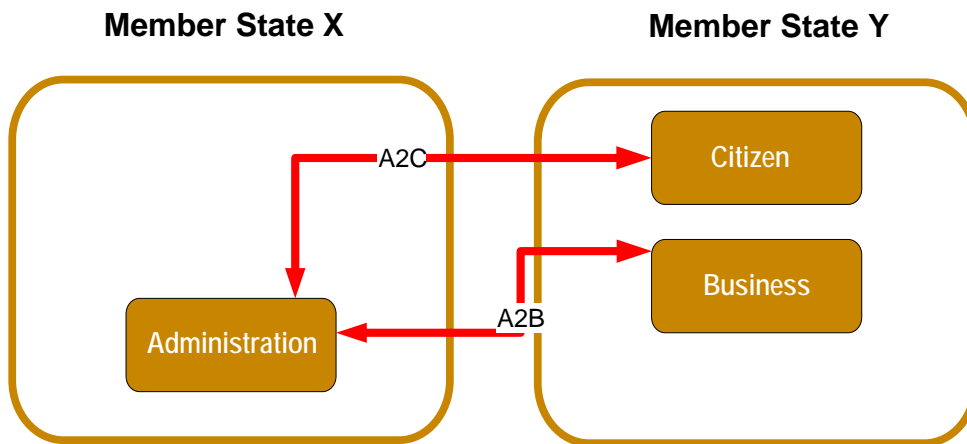 Member State X
Member State Y
A2C
Citizen
Business
A2B
Administration